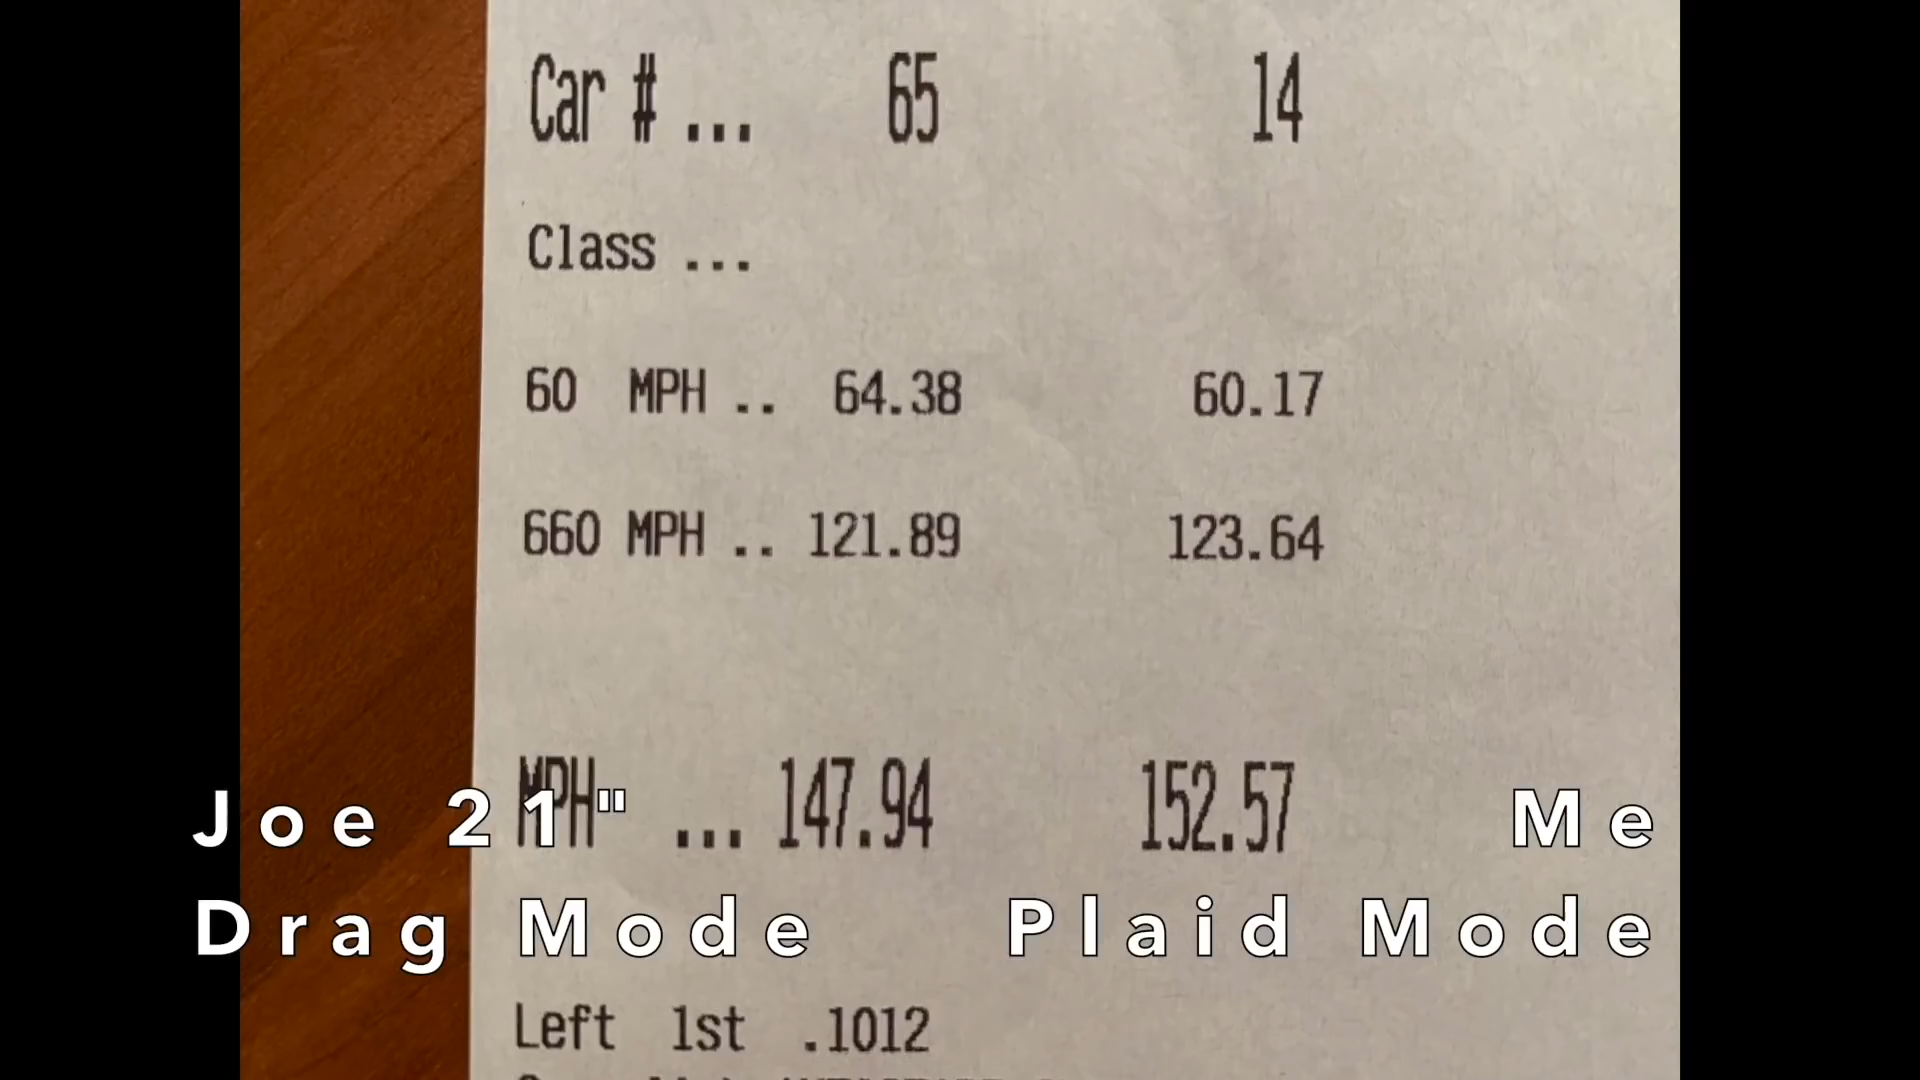 Car # ... 65 14
Class ...
60 MPH .. 64.38 60.17
660 MPH .. 121.89 123.64
MPH ... 147.94 152.57
Joe 21" Me
Drag Mode Plaid Mode
Left 1st .1012